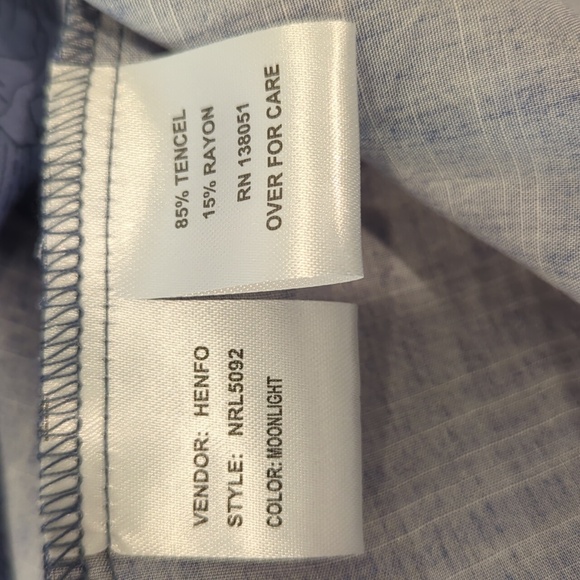 85% TENCEL
15% RAYON
RN 138051
OVER FOR CARE
VENDOR: HENFO
STYLE: NRL5092
COLOR: MOONLIGHT